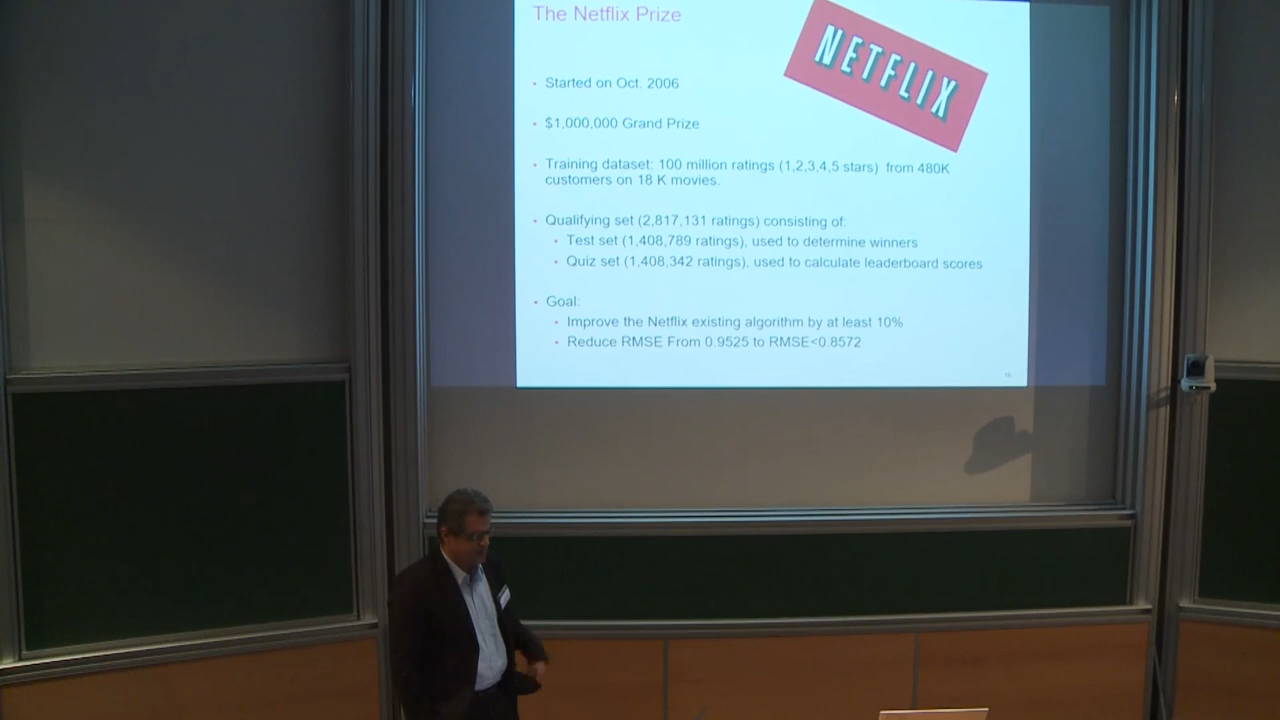 The Netflix Prize
NETFLIX
• Started on Oct. 2006
• $1,000,000 Grand Prize
• Training dataset: 100 million ratings (1,2,3,4,5 stars) from 480K
customers on 18 K movies.
• Qualifying set (2,817,131 ratings) consisting of:
• Test set (1,408,789 ratings), used to determine winners
• Quiz set (1,408,342 ratings), used to calculate leaderboard scores
• Goal:
• Improve the Netflix existing algorithm by at least 10%
• Reduce RMSE From 0.9525 to RMSE<0.8572